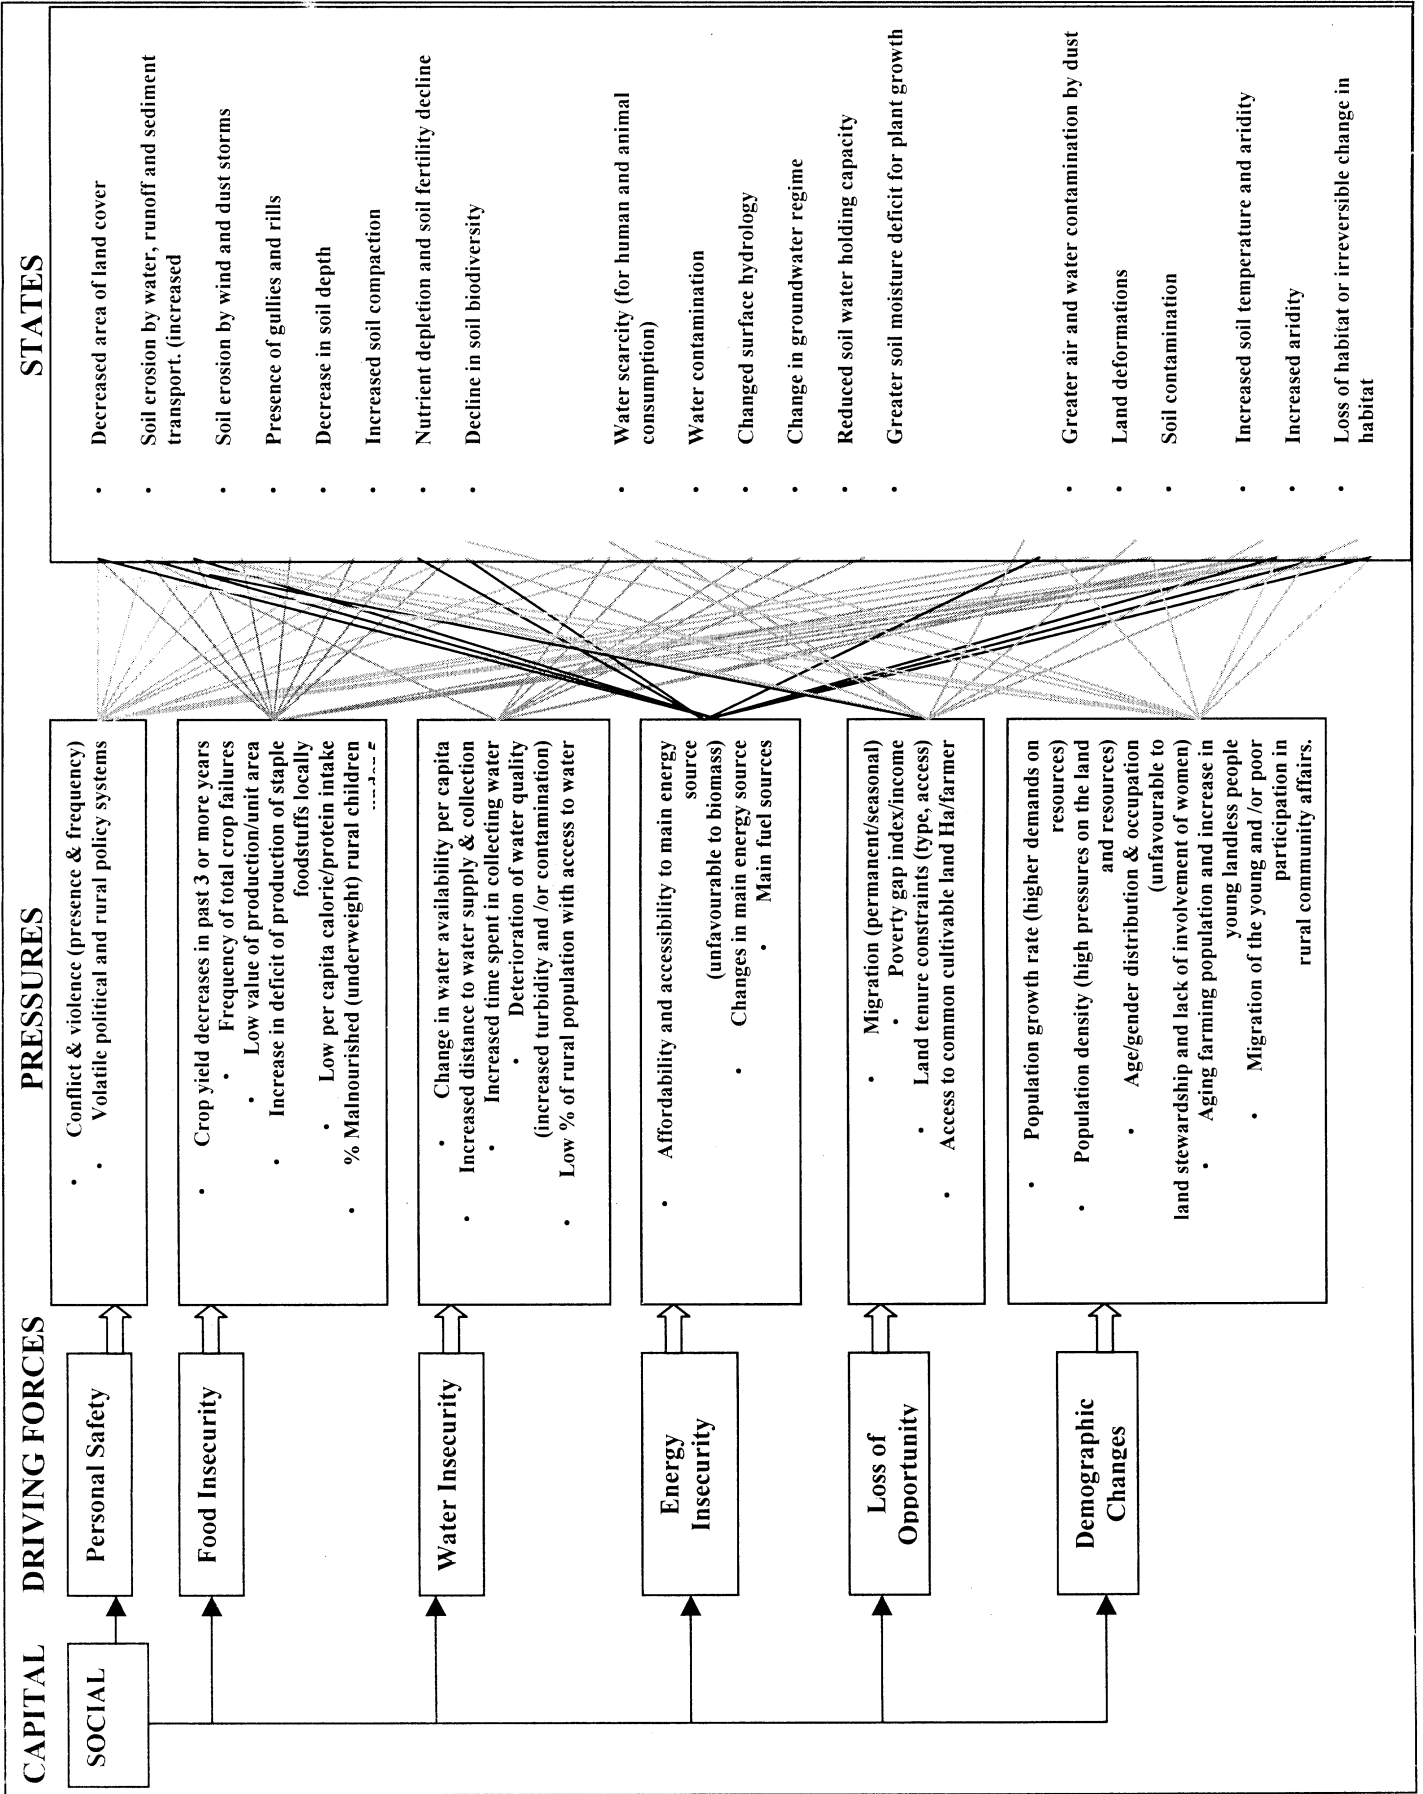 CAPITAL
DRIVING FORCES
PRESSURES
STATES
SOCIAL
Personal Safety
Food Insecurity
Water Insecurity
Energy
Insecurity
Loss of
Opportunity
Demographic
Changes
• Conflict & violence (presence & frequency)
• Volatile political and rural policy systems
• Crop yield decreases in past 3 or more years
• Frequency of total crop failures
• Low value of production/unit area
• Increase in deficit of production of staple
foodstuffs locally
• Low per capita calorie/protein intake
• % Malnourished (underweight) rural children
• Change in water availability per capita
• Increased distance to water supply & collection
• Increased time spent in collecting water
• Deterioration of water quality
(increased turbidity and /or contamination)
• Low % of rural population with access to water
• Affordability and accessibility to main energy
source
(unfavourable to biomass)
• Changes in main energy source
• Main fuel sources
• Migration (permanent/seasonal)
• Poverty gap index/income
• Land tenure constraints (type, access)
• Access to common cultivable land Ha/farmer
• Population growth rate (higher demands on
resources)
• Population density (high pressures on the land
and resources)
• Age/gender distribution & occupation
(unfavourable to
land stewardship and lack of involvement of women)
• Aging farming population and increase in
young landless people
• Migration of the young and /or poor
participation in
rural community affairs.
• Decreased area of land cover
• Soil erosion by water, runoff and sediment
transport. (increased
• Soil erosion by wind and dust storms
• Presence of gullies and rills
• Decrease in soil depth
• Increased soil compaction
• Nutrient depletion and soil fertility decline
• Decline in soil biodiversity
• Water scarcity (for human and animal
consumption)
• Water contamination
• Changed surface hydrology
• Change in groundwater regime
• Reduced soil water holding capacity
• Greater soil moisture deficit for plant growth
• Greater air and water contamination by dust
• Land deformations
• Soil contamination
• Increased soil temperature and aridity
• Increased aridity
• Loss of habitat or irreversible change in
habitat